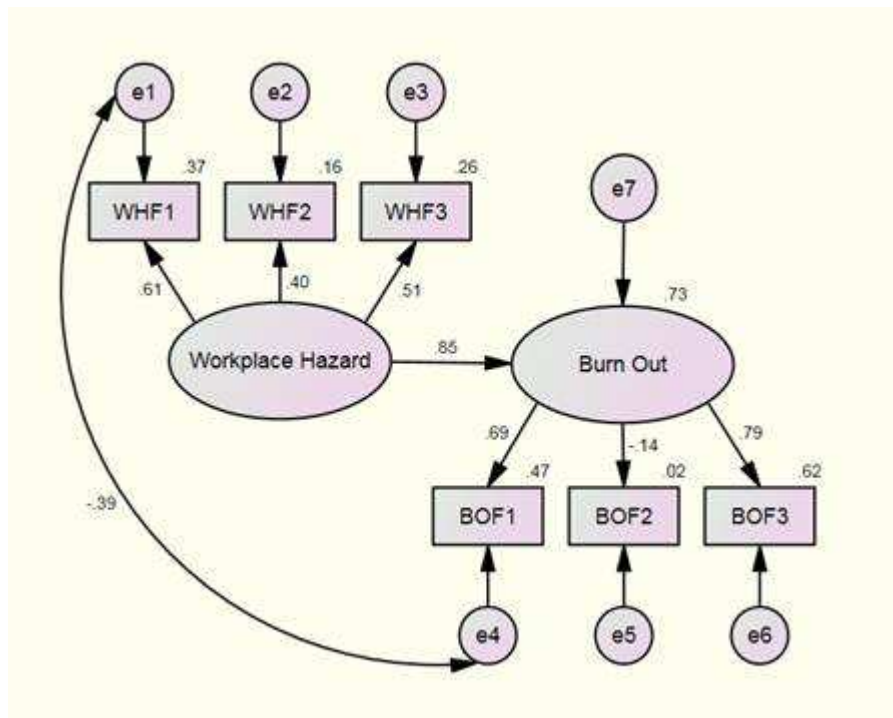 e1 e2 e3
.37 .16 .26
e7
WHF1 WHF2 WHF3
.61 .40 .51
.73
Workplace Hazard .85 Burn Out
.69 -.14 .79
.47 .02 .62
-.39
BOF1 BOF2 BOF3
e4 e5 e6